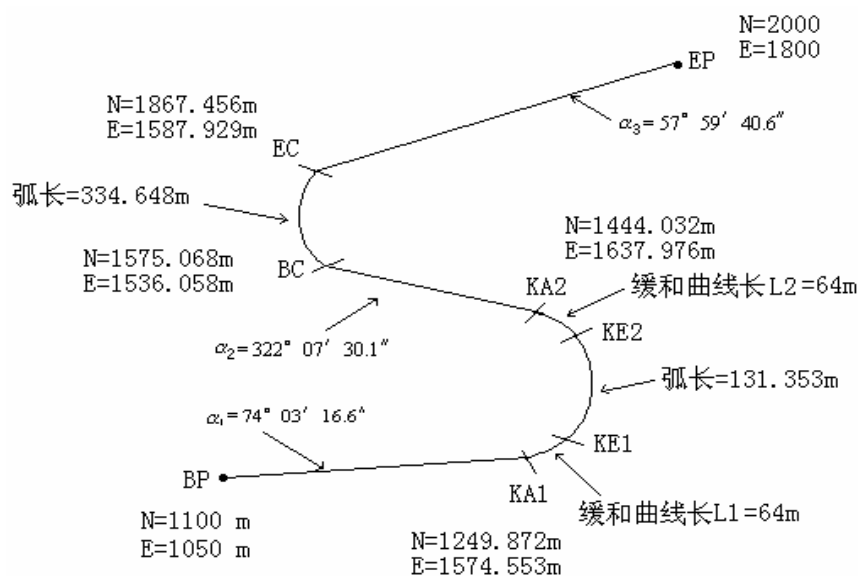 N=2000
E=1800
EP
N=1867.456m
E=1587.929m
α₃=57° 59′ 40.6″
EC
弧长=334.648m
N=1444.032m
E=1637.976m
N=1575.068m
E=1536.058m
BC
KA2
缓和曲线长L2=64m
KE2
α₂=322° 07′ 30.1″
弧长=131.353m
α₁=74° 03′ 16.6″
KE1
BP
KA1
缓和曲线长L1=64m
N=1100 m
E=1050 m
N=1249.872m
E=1574.553m